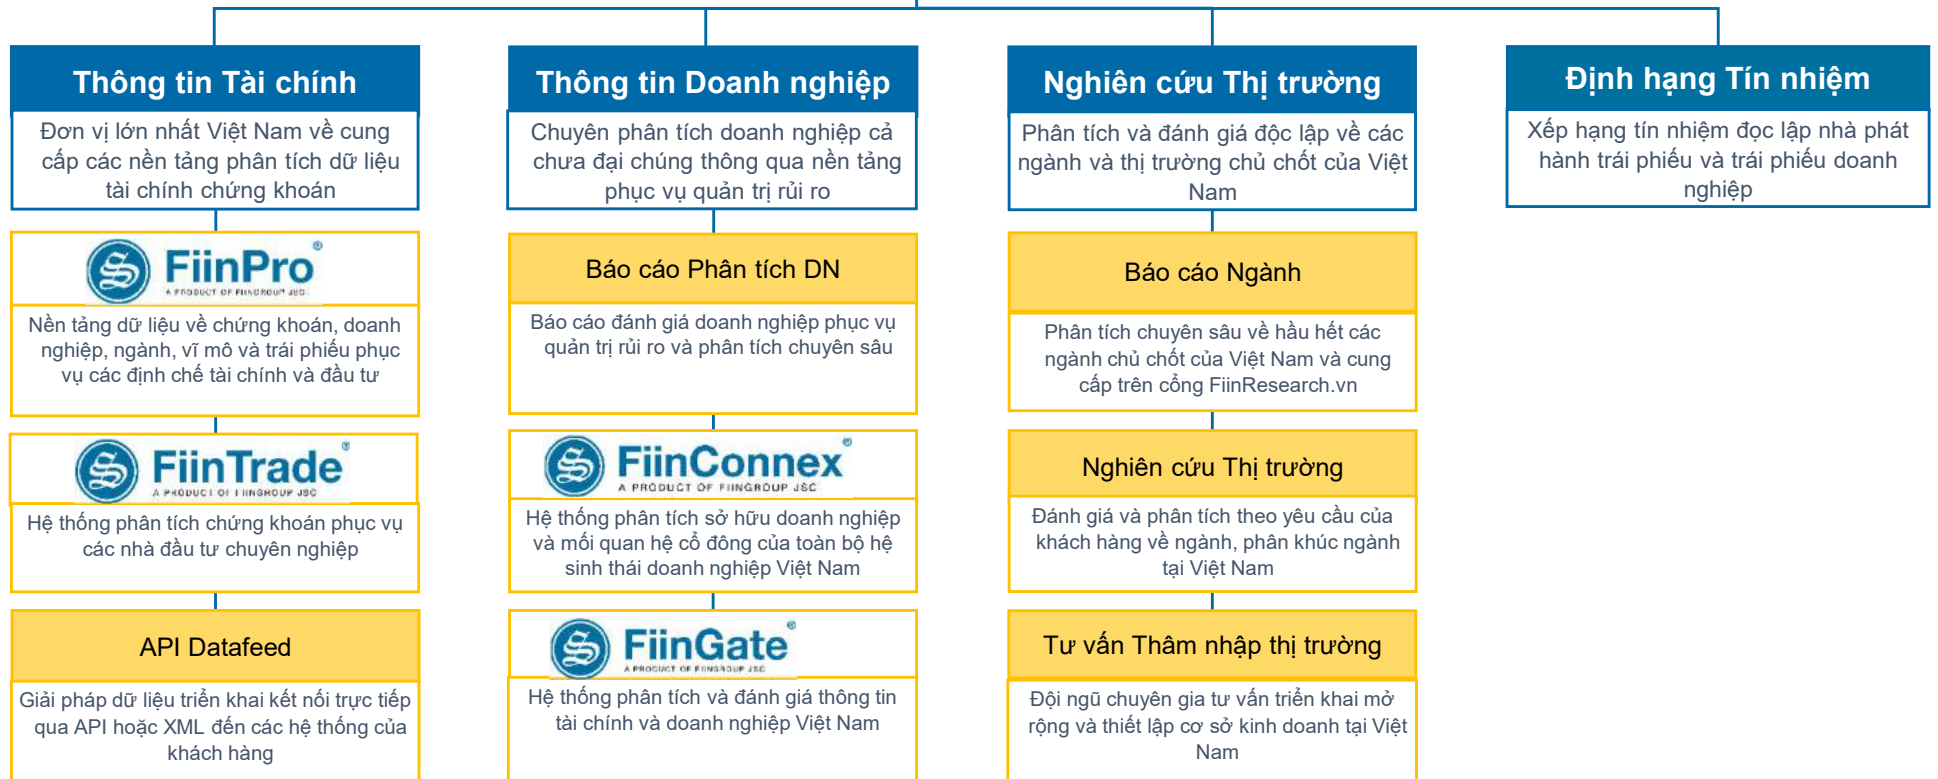 Thông tin Tài chính
Đơn vị lớn nhất Việt Nam về cung
cấp các nền tảng phân tích dữ liệu
tài chính chứng khoán
FiinPro®
A PRODUCT OF FIINGROUP JSC
Nền tảng dữ liệu về chứng khoán, doanh
nghiệp, ngành, vĩ mô và trái phiếu phục
vụ các định chế tài chính và đầu tư
FiinTrade®
A PRODUCT OF FIINGROUP JSC
Hệ thống phân tích chứng khoán phục vụ
các nhà đầu tư chuyên nghiệp
API Datafeed
Giải pháp dữ liệu triển khai kết nối trực tiếp
qua API hoặc XML đến các hệ thống của
khách hàng
Thông tin Doanh nghiệp
Chuyên phân tích doanh nghiệp cả
chưa đại chúng thông qua nền tảng
phục vụ quản trị rủi ro
Báo cáo Phân tích DN
Báo cáo đánh giá doanh nghiệp phục vụ
quản trị rủi ro và phân tích chuyên sâu
FiinConnex®
A PRODUCT OF FIINGROUP JSC
Hệ thống phân tích sở hữu doanh nghiệp
và mối quan hệ cổ đông của toàn bộ hệ
sinh thái doanh nghiệp Việt Nam
FiinGate®
A PRODUCT OF FIINGROUP JSC
Hệ thống phân tích và đánh giá thông tin
tài chính và doanh nghiệp Việt Nam
Nghiên cứu Thị trường
Phân tích và đánh giá độc lập về các
ngành và thị trường chủ chốt của Việt
Nam
Báo cáo Ngành
Phân tích chuyên sâu về hầu hết các
ngành chủ chốt của Việt Nam và cung
cấp trên cổng FiinResearch.vn
Nghiên cứu Thị trường
Đánh giá và phân tích theo yêu cầu của
khách hàng về ngành, phân khúc ngành
tại Việt Nam
Tư vấn Thâm nhập thị trường
Đội ngũ chuyên gia tư vấn triển khai mở
rộng và thiết lập cơ sở kinh doanh tại Việt
Nam
Định hạng Tín nhiệm
Xếp hạng tín nhiệm đọc lập nhà phát
hành trái phiếu và trái phiếu doanh
nghiệp